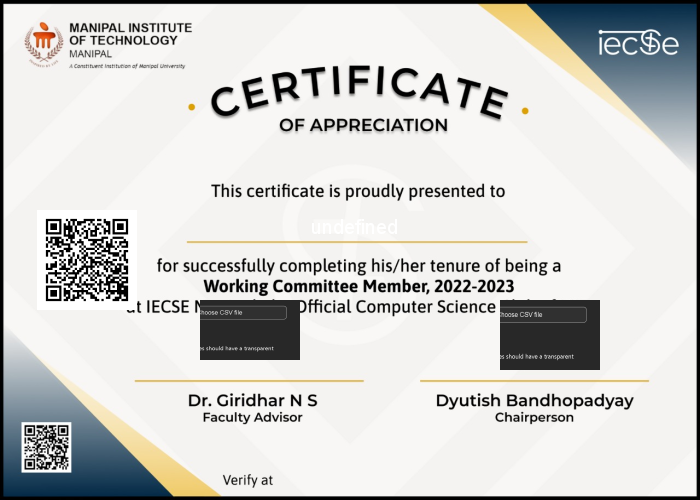 MANIPAL INSTITUTE
OF TECHNOLOGY
MANIPAL
A Constituent Institution of Manipal University
iecse
CERTIFICATE
OF APPRECIATION
This certificate is proudly presented to
undefined
for successfully completing his/her tenure of being a
Working Committee Member, 2022-2023
at IECSE Official Computer Science
hoose CSV file
es should have a transparent
hoose CSV file
es should have a transparent
Dr. Giridhar N S
Faculty Advisor
Dyutish Bandhopadyay
Chairperson
Verify at